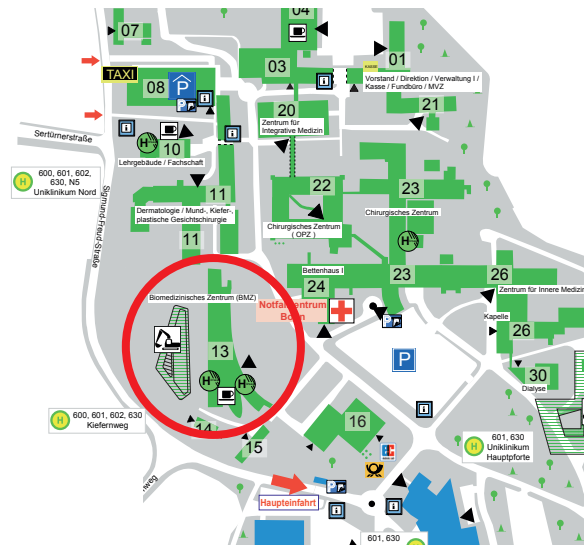 04
07
01
03
KASSE
TAXI
P
08
Vorstand / Direktion / Verwaltung I /
Kasse / Fundbüro / MVZ
20
21
Zentrum für
Integrative Medizin
Sertürnerstraße
H
10
Lehrgebäude / Fachschaft
H
600, 601, 602,
630, N5
Uniklinikum Nord
11
22
23
Dermatologie / Mund-, Kiefer-,
plastische Gesichtschirurgie
Chirurgisches Zentrum
Sigmund-Freud-Straße
Chirurgisches Zentrum
( OPZ )
H
11
Bettenhaus I
23
26
24
Zentrum für Innere Medizin
Biomedizinisches Zentrum (BMZ)
Notfallzentrum
Bonn
Kapelle
26
13
P
30
Dialyse
H
H
H
600, 601, 602, 630
Kiefernweg
14
15
16
H
601, 630
Uniklinikum
Hauptpforte
Haupteinfahrt
601, 630
H